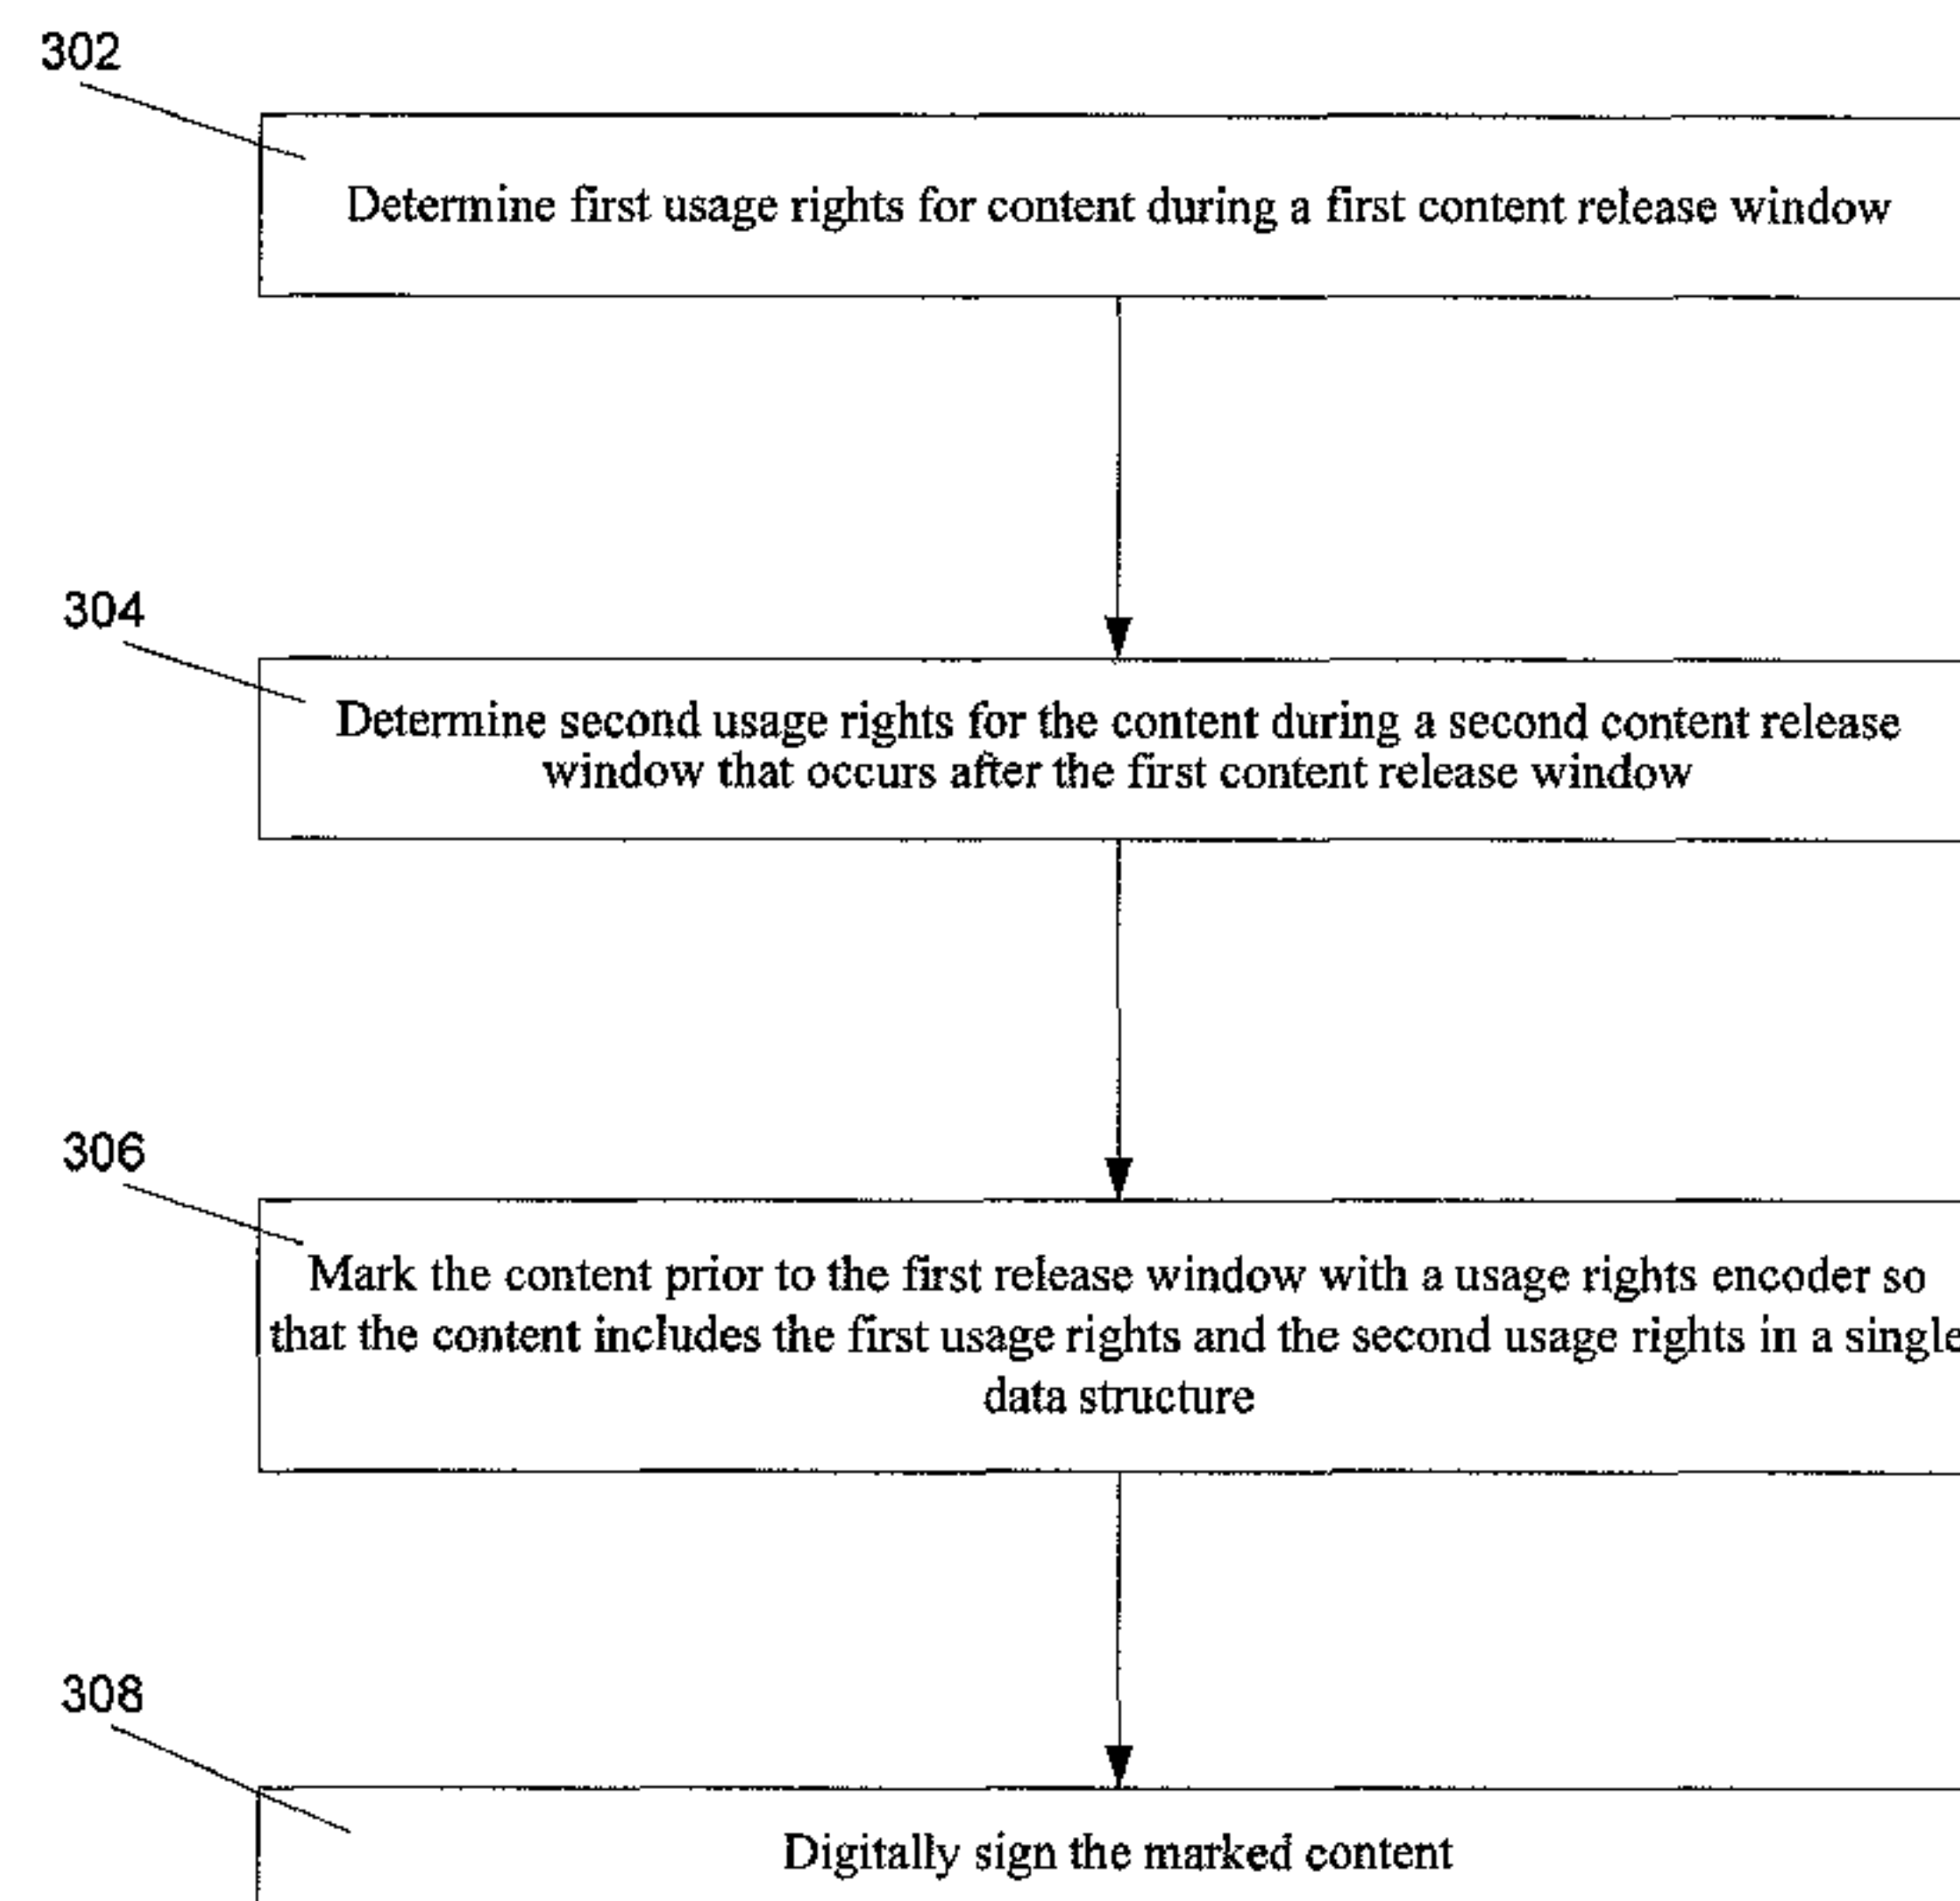 302
Determine first usage rights for content during a first content release window
304
Determine second usage rights for the content during a second content release
window that occurs after the first content release window
306
Mark the content prior to the first release window with a usage rights encoder so
that the content includes the first usage rights and the second usage rights in a single
data structure
308
Digitally sign the marked content